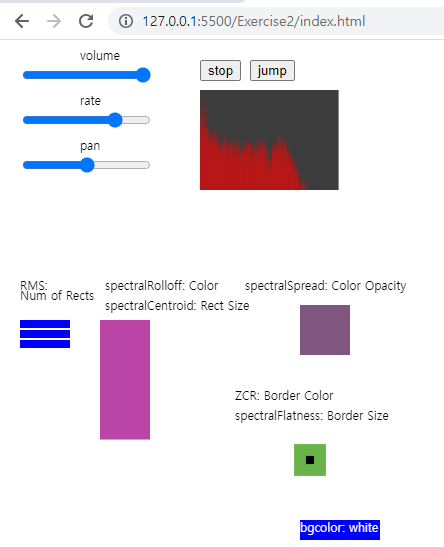 127.0.0.1:5500/Exercise2/index.html
volume
stop jump
rate
pan
RMS: spectralRolloff: Color spectralSpread: Color Opacity
Num of Rects
spectralCentroid: Rect Size
ZCR: Border Color
spectralFlatness: Border Size
bgcolor: white